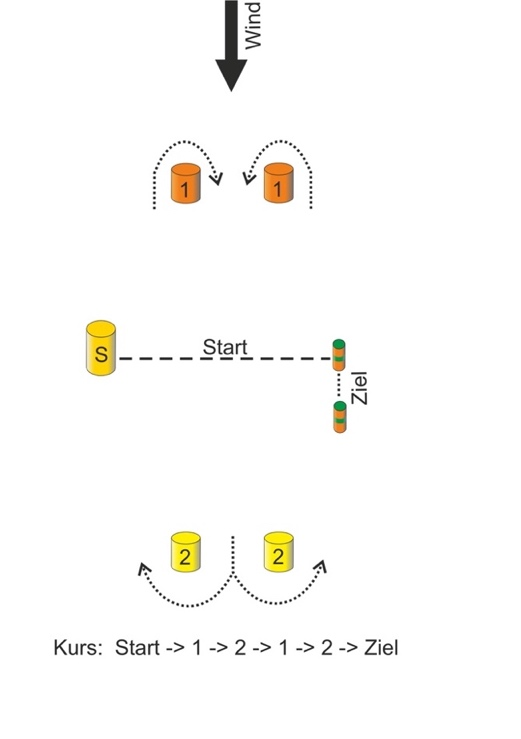 Wind
1
1
S
Start
Ziel
2
2
Kurs: Start -> 1 -> 2 -> 1 -> 2 -> Ziel